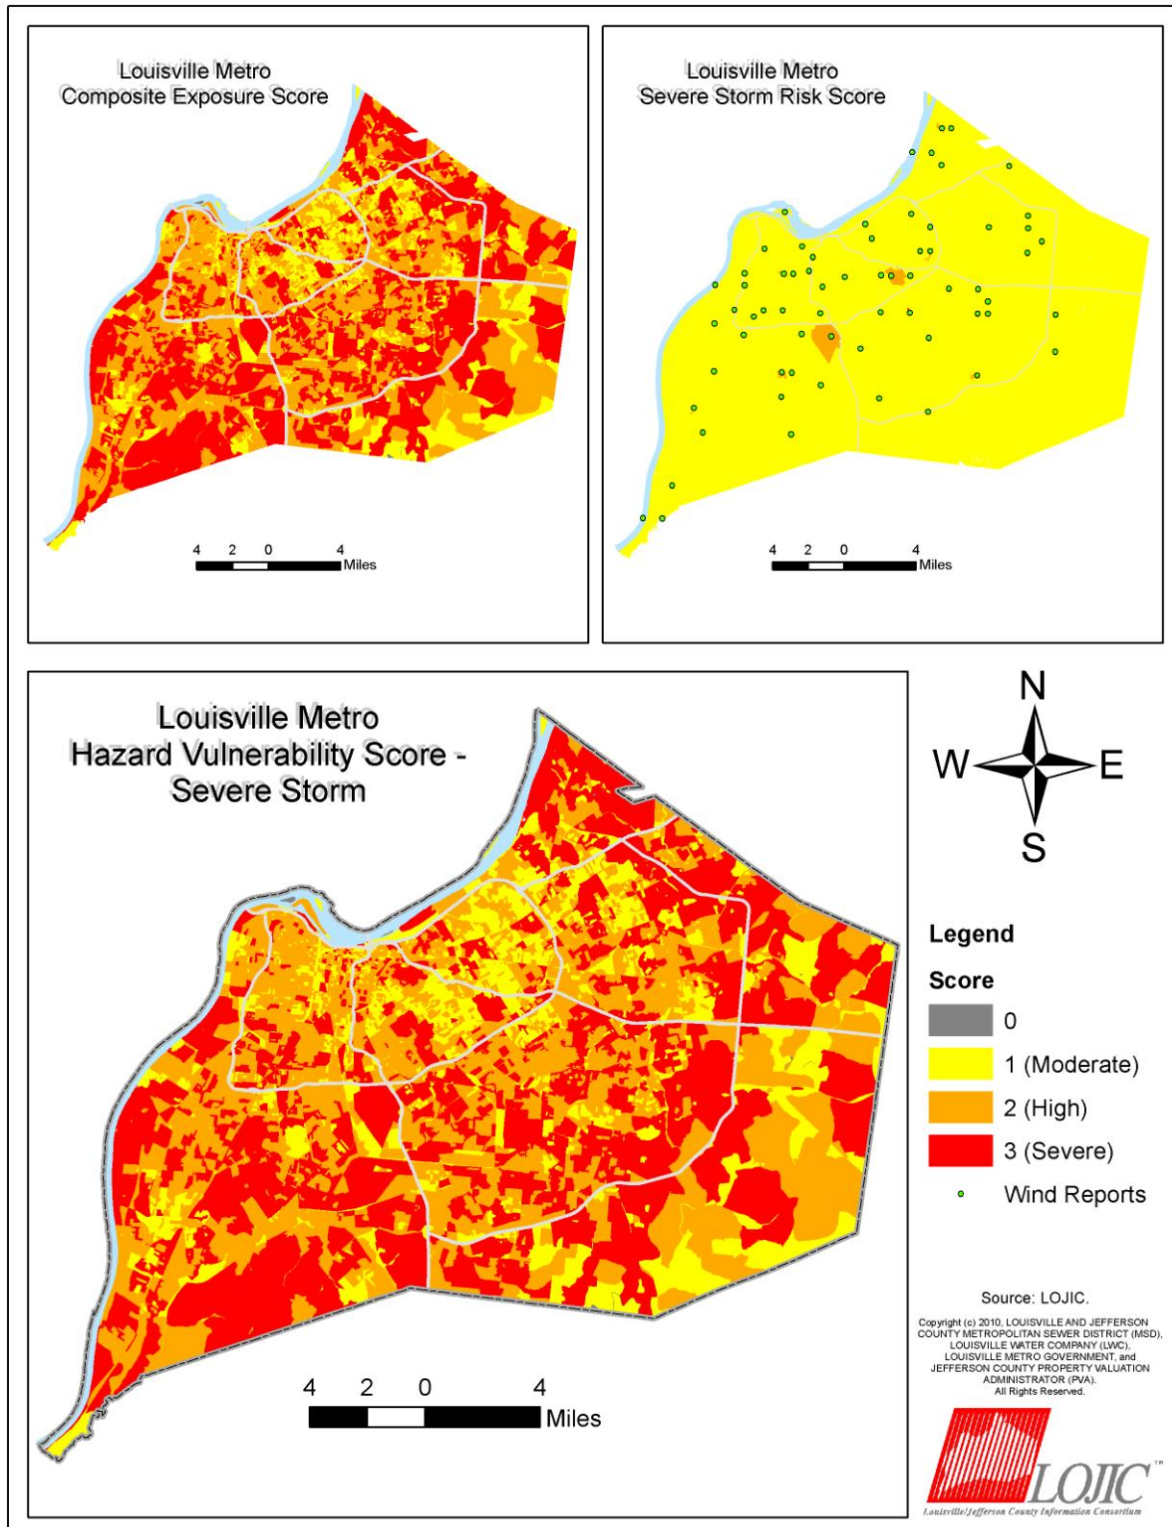 Louisville Metro
Composite Exposure Score
4 2 0 4
Miles
Louisville Metro
Severe Storm Risk Score
4 2 0 4
Miles
Louisville Metro
Hazard Vulnerability Score -
Severe Storm
4 2 0 4
Miles
N
W E
S
Legend
Score
0
1 (Moderate)
2 (High)
3 (Severe)
Wind Reports
Source: LOJIC.
Copyright (c) 2010, LOUISVILLE AND JEFFERSON
COUNTY METROPOLITAN SEWER DISTRICT (MSD),
LOUISVILLE WATER COMPANY (LWC),
LOUISVILLE METRO GOVERNMENT, and
JEFFERSON COUNTY PROPERTY VALUATION
ADMINISTRATOR (PVA).
All Rights Reserved.
LOJIC™
Louisville/Jefferson County Information Consortium